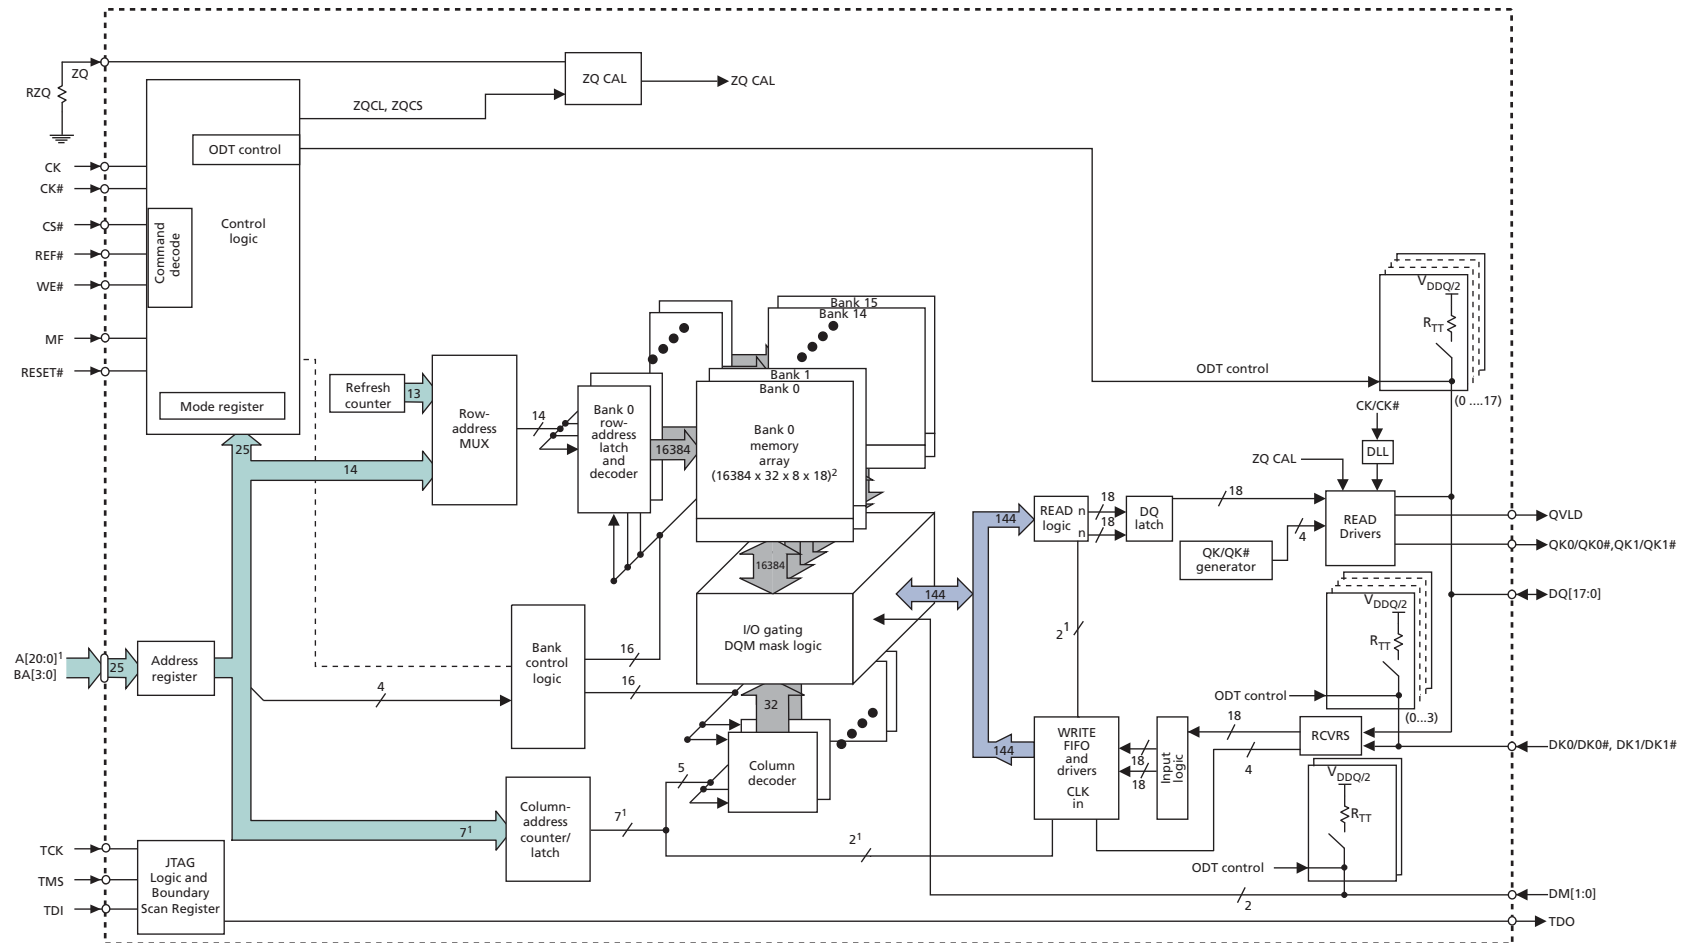 ZQ
RZQ
ZQ CAL
ZQ CAL
ZQCL, ZQCS
ODT control
CK
CK#
CS#
REF#
WE#
MF
RESET#
Command
decode
Control
logic
Mode register
25
Refresh
counter
13
14
Row-
address
MUX
14
Bank 0
row-
address
latch
and
decoder
16384
Bank 15
Bank 14
Bank 1
Bank 0
Bank 0
memory
array
(16384 x 32 x 8 x 18)2
16384
I/O gating
DQM mask logic
32
Column
decoder
5
Bank
control
logic
16
16
4
A[20:0]1
BA[3:0]
25
Address
register
71
Column-
address
counter/
latch
71
21
TCK
TMS
TDI
JTAG
Logic and
Boundary
Scan Register
144
144
144
READ n
logic
n
18
18
DQ
latch
18
21
QK/QK#
generator
4
ZQ CAL
CK/CK#
DLL
READ
Drivers
ODT control
VDDQ/2
RTT
(0 ....17)
QVLD
QK0/QK0#,QK1/QK1#
DQ[17:0]
VDDQ/2
RTT
ODT control
(0...3)
WRITE
FIFO
and
drivers
CLK
in
18
18
Input
logic
18
4
RCVRS
DK0/DK0#, DK1/DK1#
VDDQ/2
RTT
ODT control
2
DM[1:0]
TDO